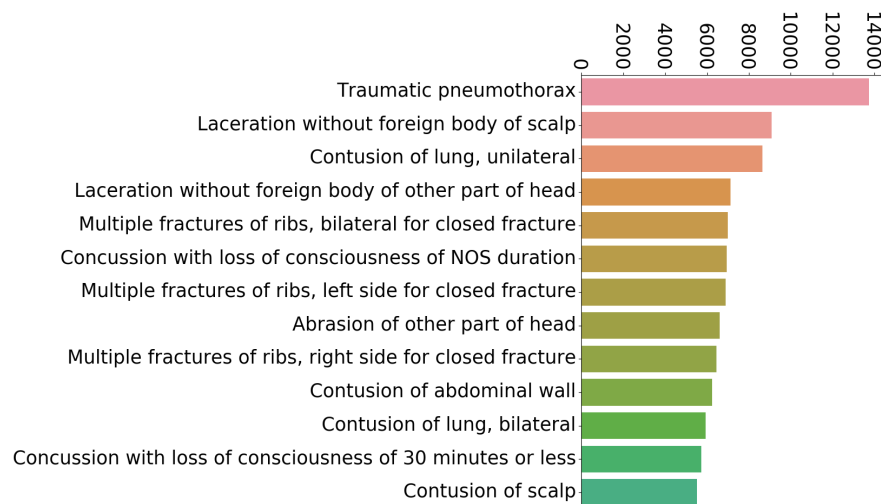 0
2000
4000
6000
8000
10000
12000
14000
Traumatic pneumothorax
Laceration without foreign body of scalp
Contusion of lung, unilateral
Laceration without foreign body of other part of head
Multiple fractures of ribs, bilateral for closed fracture
Concussion with loss of consciousness of NOS duration
Multiple fractures of ribs, left side for closed fracture
Abrasion of other part of head
Multiple fractures of ribs, right side for closed fracture
Contusion of abdominal wall
Contusion of lung, bilateral
Concussion with loss of consciousness of 30 minutes or less
Contusion of scalp